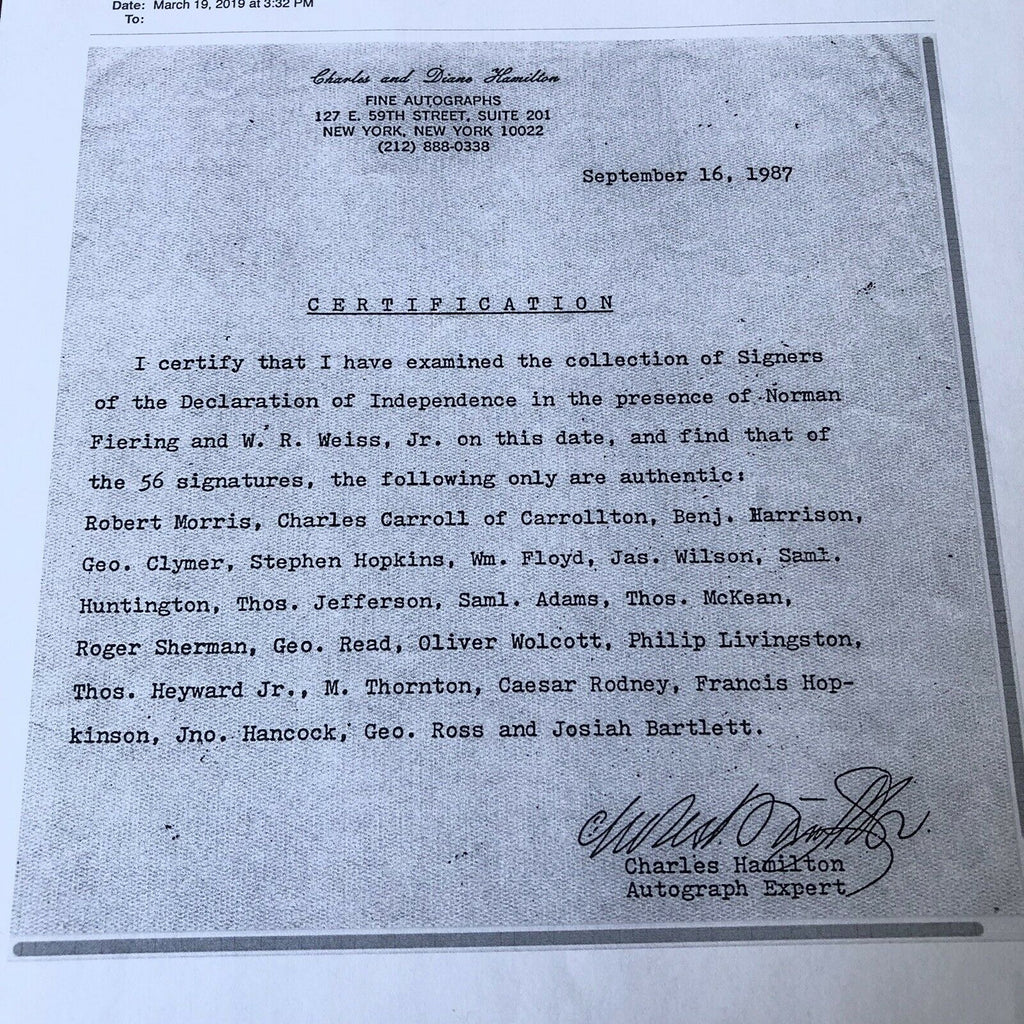 Date: March 19, 2019 at 3:32 PM
To:
Charles and Diane Hamilton
FINE AUTOGRAPHS
127 E. 59TH STREET, SUITE 201
NEW YORK, NEW YORK 10022
(212) 888-0338
September 16, 1987
CERTIFICATION
I certify that I have examined the collection of Signers
of the Declaration of Independence in the presence of Norman
Fiering and W. R. Weiss, Jr. on this date, and find that of
the 56 signatures, the following only are authentic:
Robert Morris, Charles Carroll of Carrollton, Benj. Harrison,
Geo. Clymer, Stephen Hopkins, Wm. Floyd, Jas. Wilson, Saml.
Huntington, Thos. Jefferson, Saml. Adams, Thos. McKean,
Roger Sherman, Geo. Read, Oliver Wolcott, Philip Livingston,
Thos. Heyward Jr., M. Thornton, Caesar Rodney, Francis Hop-
kinson, Jno. Hancock, Geo. Ross and Josiah Bartlett.
Charles Hamilton
Charles Hamilton
Autograph Expert